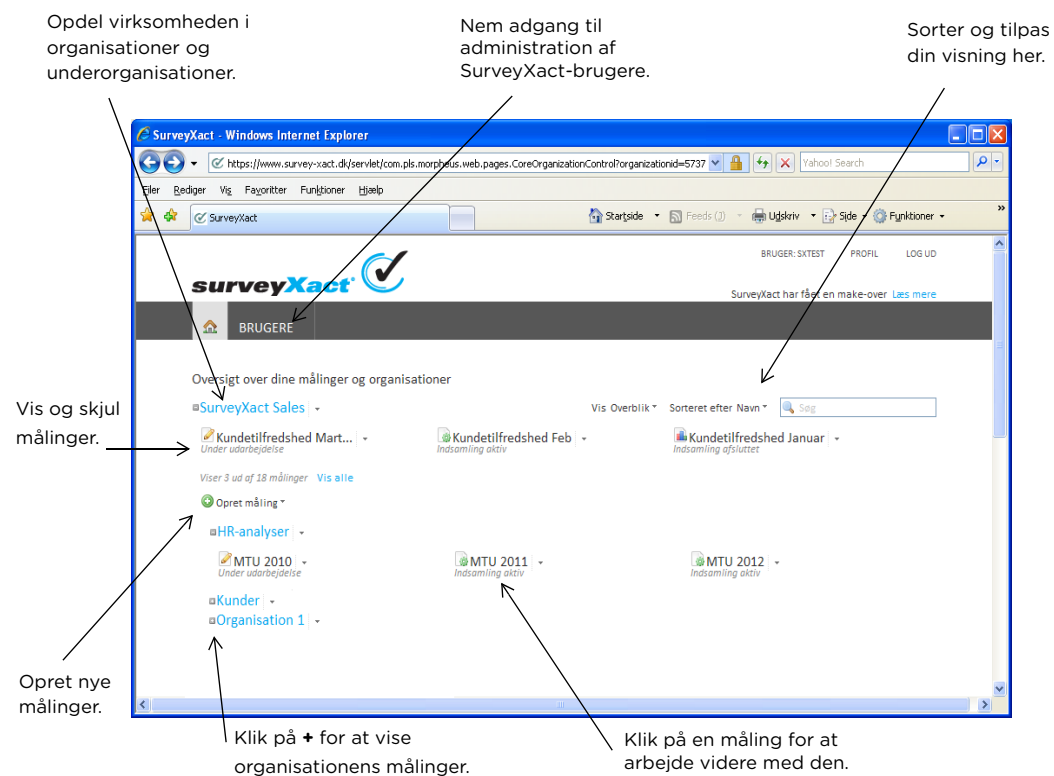 Opdel virksomheden i
organisationer og
underorganisationer.
Nem adgang til
administration af
SurveyXact-brugere.
Sorter og tilpas
din visning her.
SurveyXact - Windows Internet Explorer
https://www.survey-xact.dk/servlet/com.pls.morpheus.web.pages.CoreOrganizationControl?organizationid=5737
Yahoo! Search
Filer Rediger Vis Favoritter Funktioner Hjælp
SurveyXact
Startside Feeds (J) Udskriv Side Funktioner »
BRUGER: SXTEST PROFIL LOG UD
surveyXact
SurveyXact har fået en make-over Læs mere
BRUGERE
Oversigt over dine målinger og organisationer
SurveyXact Sales
Vis Overblik Sorteret efter Navn Søg
Vis og skjul
målinger.
Kundetilfredshed Mart... Kundetilfredshed Feb Kundetilfredshed Januar
Under udarbejdelse Indsamling aktiv Indsamling afsluttet
Viser 3 ud af 18 målinger Vis alle
Opret måling
HR-analyser
MTU 2010 MTU 2011 MTU 2012
Under udarbejdelse Indsamling aktiv Indsamling aktiv
Kunder
Organisation 1
Opret nye
målinger.
Klik på + for at vise
organisationens målinger.
Klik på en måling for at
arbejde videre med den.